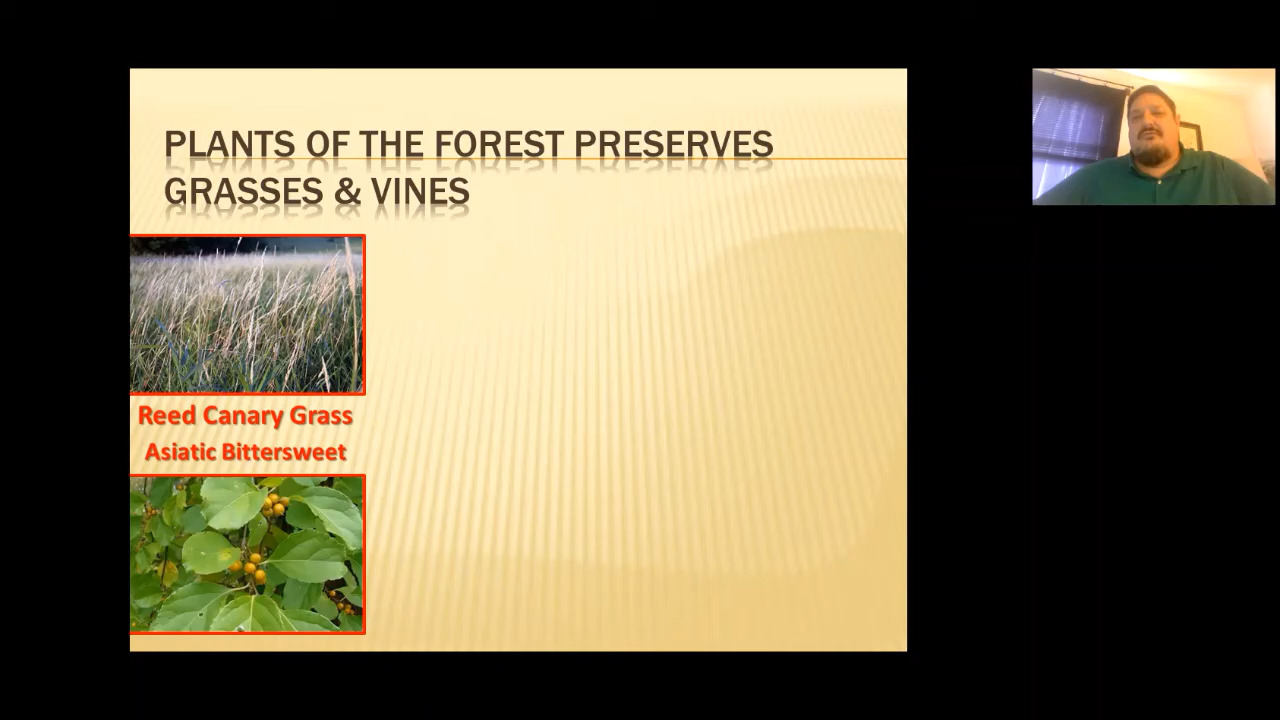 PLANTS OF THE FOREST PRESERVES
GRASSES & VINES
Reed Canary Grass
Asiatic Bittersweet